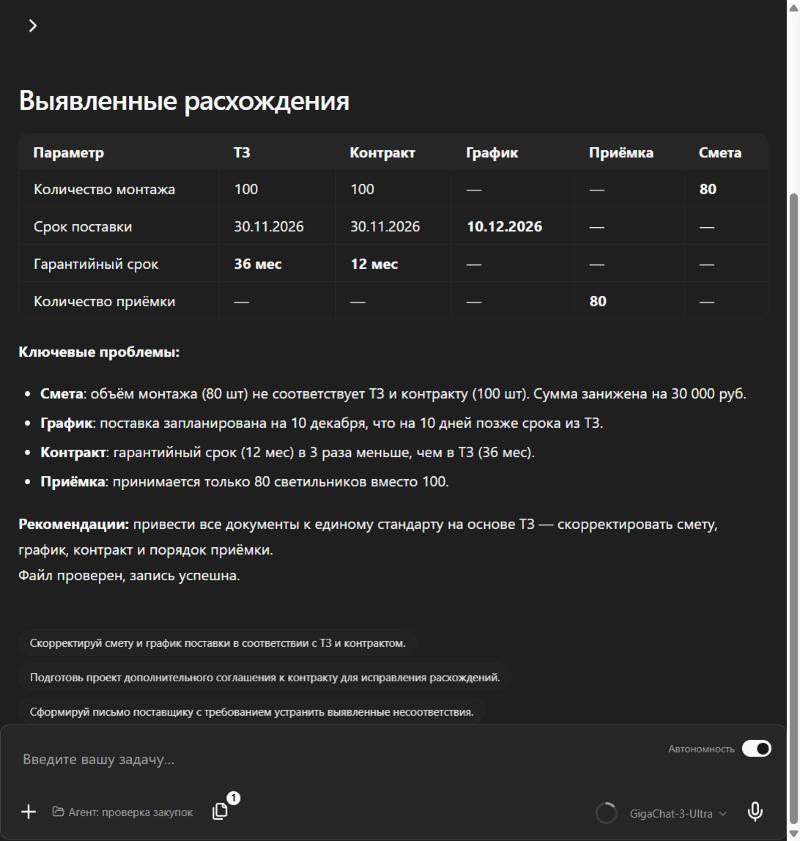 Выявленные расхождения
Параметр ТЗ Контракт График Приёмка Смета
Количество монтажа 100 100 — — 80
Срок поставки 30.11.2026 30.11.2026 10.12.2026 — —
Гарантийный срок 36 мес 12 мес — — —
Количество приёмки — — — 80 —
Ключевые проблемы:
• Смета: объём монтажа (80 шт) не соответствует ТЗ и контракту (100 шт). Сумма занижена на 30 000 руб.
• График: поставка запланирована на 10 декабря, что на 10 дней позже срока из ТЗ.
• Контракт: гарантийный срок (12 мес) в 3 раза меньше, чем в ТЗ (36 мес).
• Приёмка: принимается только 80 светильников вместо 100.
Рекомендации: привести все документы к единому стандарту на основе ТЗ — скорректировать смету,
график, контракт и порядок приёмки.
Файл проверен, запись успешна.
Скорректируй смету и график поставки в соответствии с ТЗ и контрактом.
Подготовь проект дополнительного соглашения к контракту для исправления расхождений.
Сформируй письмо поставщику с требованием устранить выявленные несоответствия.
Автономность
Введите вашу задачу...
Агент: проверка закупок 1 GigaChat-3-Ultra